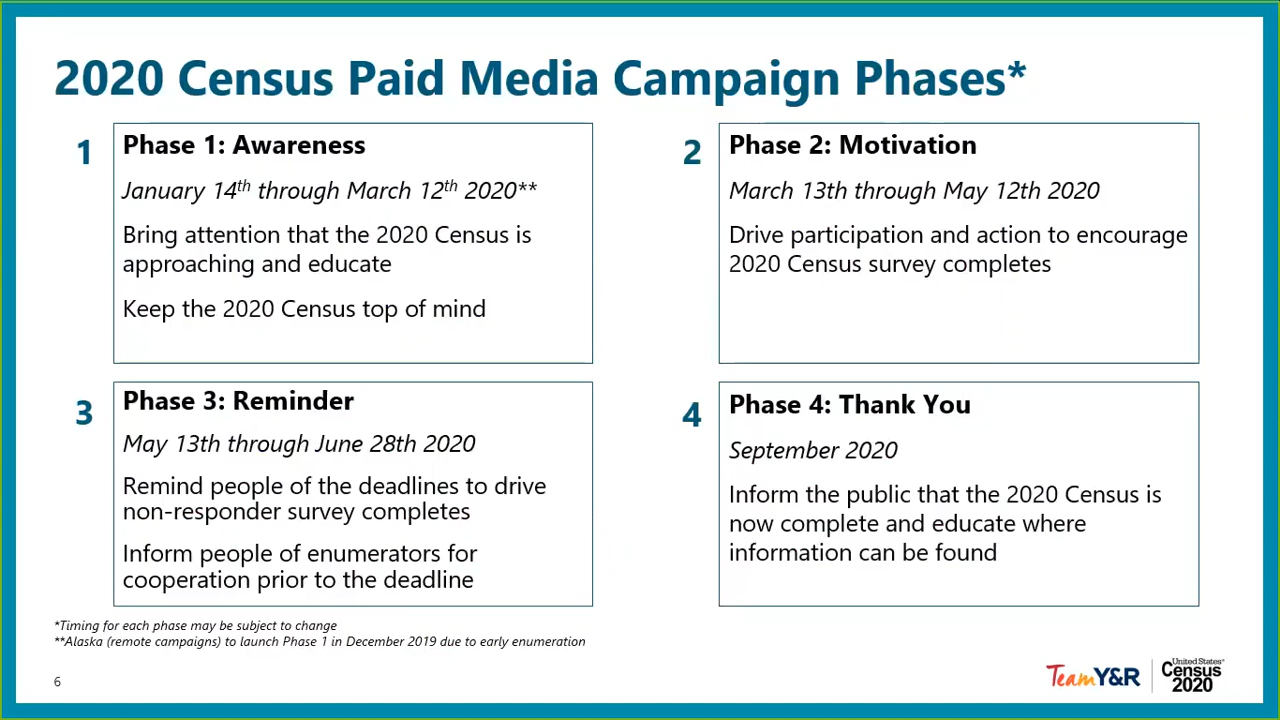 2020 Census Paid Media Campaign Phases*
1
Phase 1: Awareness
January 14th through March 12th 2020**
Bring attention that the 2020 Census is
approaching and educate
Keep the 2020 Census top of mind
2
Phase 2: Motivation
March 13th through May 12th 2020
Drive participation and action to encourage
2020 Census survey completes
3
Phase 3: Reminder
May 13th through June 28th 2020
Remind people of the deadlines to drive
non-responder survey completes
Inform people of enumerators for
cooperation prior to the deadline
4
Phase 4: Thank You
September 2020
Inform the public that the 2020 Census is
now complete and educate where
information can be found
*Timing for each phase may be subject to change
**Alaska (remote campaigns) to launch Phase 1 in December 2019 due to early enumeration
6
TeamY&R
United States®
Census
2020